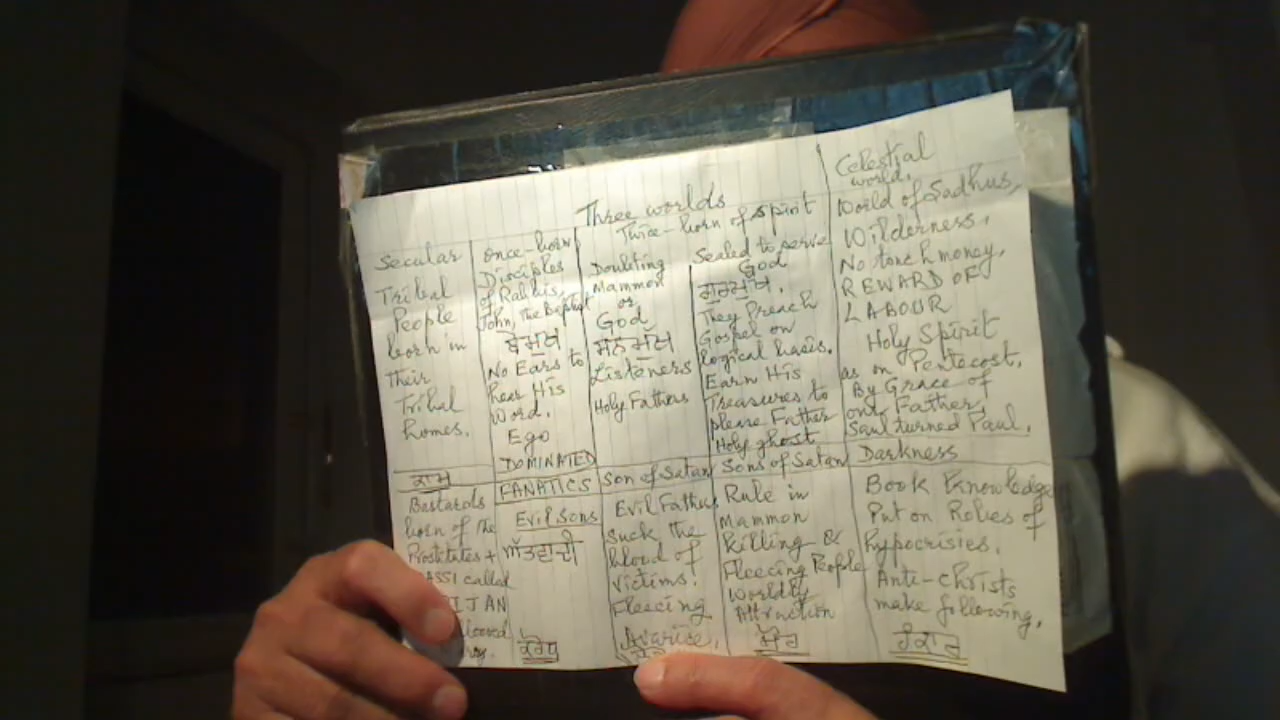 Three worlds
Twice-born of Spirit
Secular
Tribal
People
born in
their
Tribal
homes.
once-born
Disciples
of Rabbis,
John, the Baptist
ਬੇਮੁਖ
No Ears to
hear His
word.
Ego
DOMINATED
Doubting
Mammon
or
God
ਮਨਮੁੱਖ
Listeners
Holy Fathers
Sealed to serve
God
ਗੁਰਮੁੱਖ.
They Preach
Gospel on
logical basis.
Earn His
Treasures to
please Father
Holy ghost
Celestial
world.
World of Sadhus,
Wilderness.
No touch money.
REWARD OF
LABOUR
Holy Spirit
as on Pentecost.
By Grace of
our Father,
Saul turned Paul.
ਕਾਮ
Bastards
born of the
Prostitutes +
ASSI called
FANATICS
Evil Sons
ਅੱਤਵਾਦੀ
ਕਰੋਧ
Son of Satan
Evil Fathers
suck the
blood of
victims.
Fleecing
Avarice.
Sons of Satan
Rule in
Mammon
Killing &
Fleecing People
Worldly
Attraction
ਮੋਹ
Darkness
Book Knowledge
Put on Robes of
hypocrisies.
Anti-Christs
make following.
ਹੰਕਾਰ